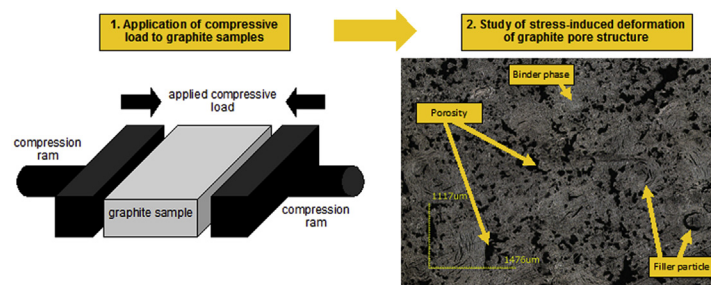 1. Application of compressive
load to graphite samples
2. Study of stress-induced deformation
of graphite pore structure
applied compressive
load
compression
ram
graphite sample
compression
ram
Binder phase
Porosity
1117um
1476um
Filler particle